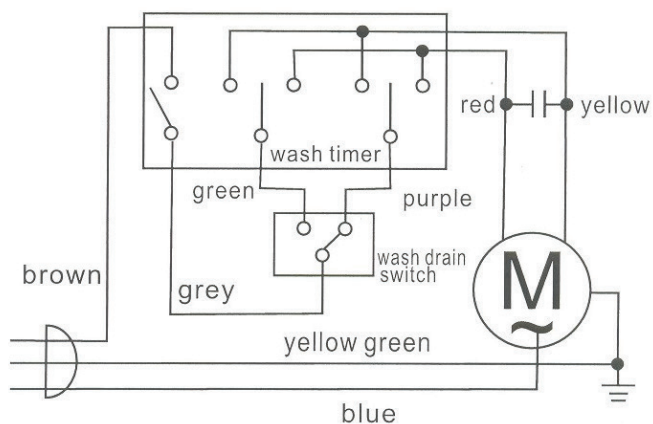 red
yellow
wash timer
green
purple
wash drain
switch
brown
grey
M
~
yellow green
blue